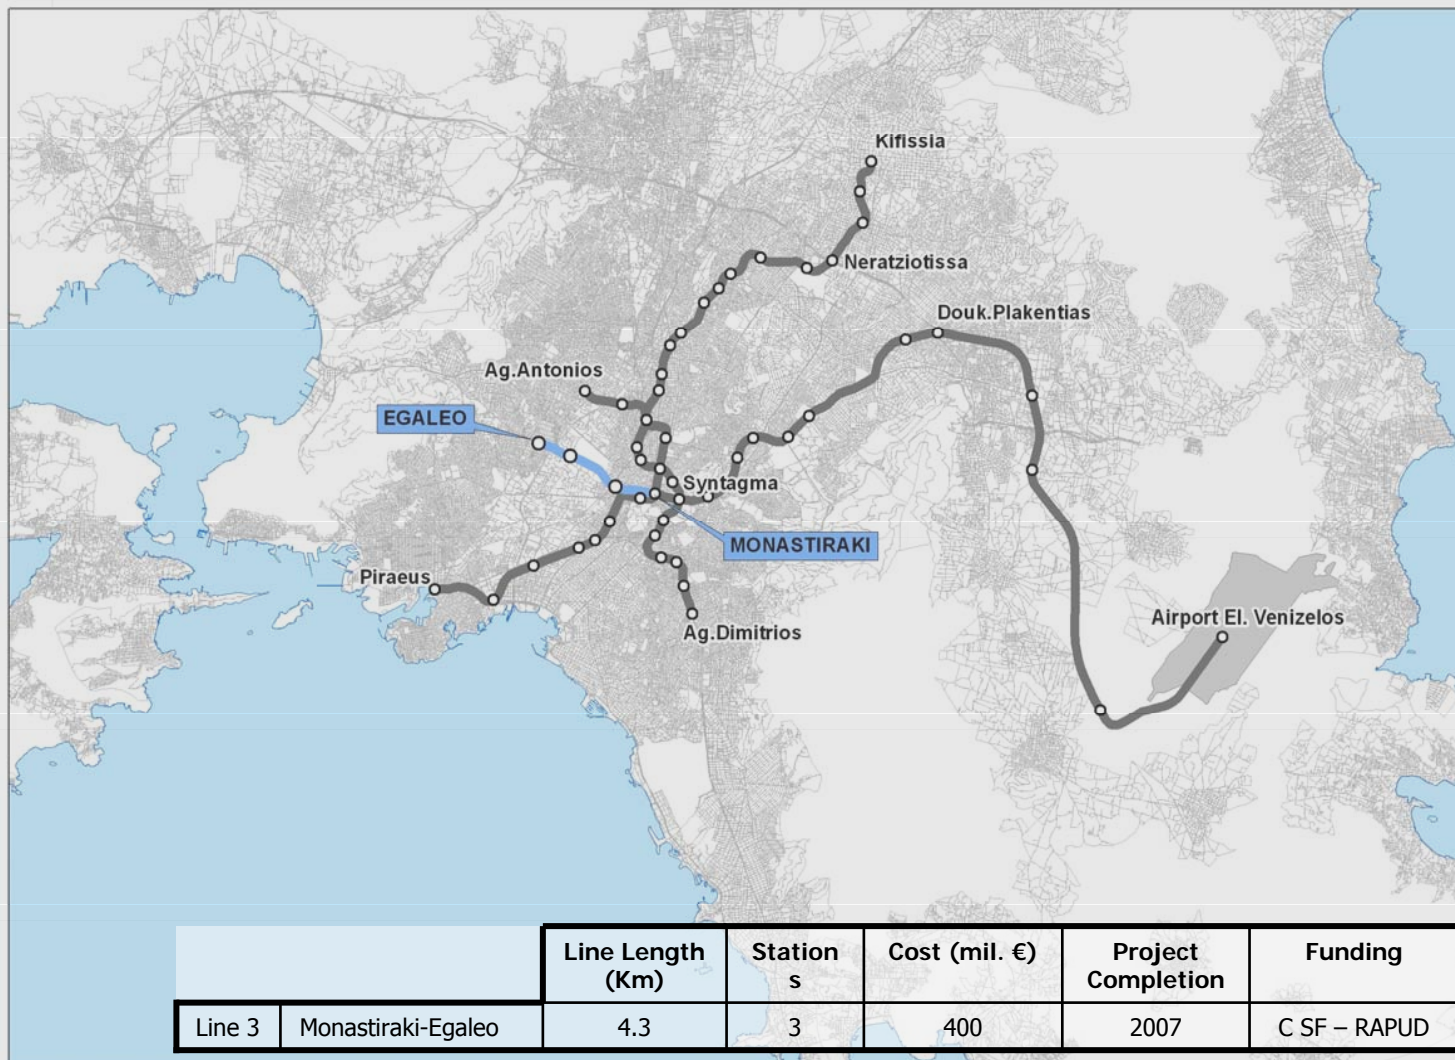 Kifissia
Neratziotissa
Douk.Plakentias
Ag.Antonios
EGALEO
Syntagma
MONASTIRAKI
Piraeus
Airport El. Venizelos
Ag.Dimitrios
Line Length (Km) Station s Cost (mil. €) Project Completion Funding
Line 3 Monastiraki-Egaleo 4.3 3 400 2007 C SF – RAPUD